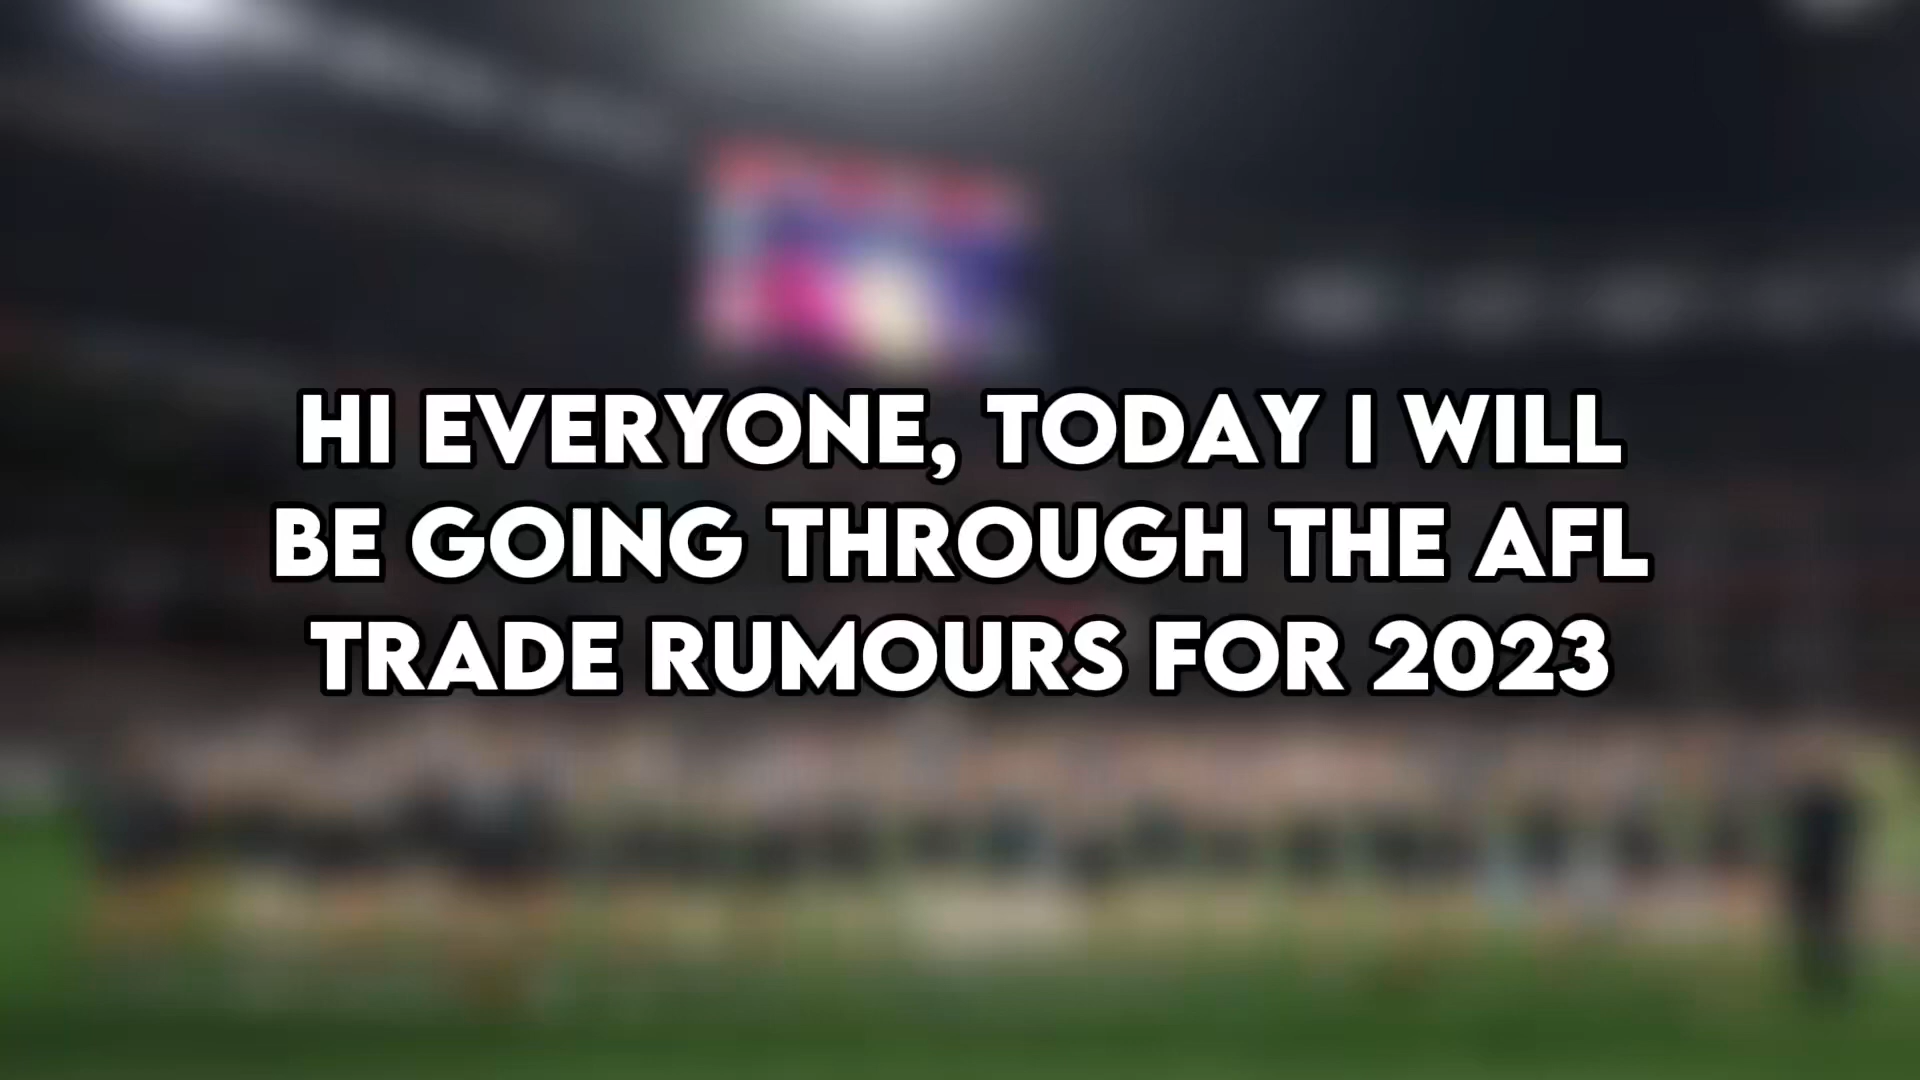 HI EVERYONE, TODAY I WILL
BE GOING THROUGH THE AFL
TRADE RUMOURS FOR 2023